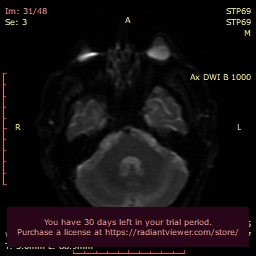 Im: 31/48
STP69
Se: 3
STP69
A
M
Ax DWI B 1000
R
L
You have 30 days left in your trial period.
Purchase a license at https://radiantviewer.com/store/